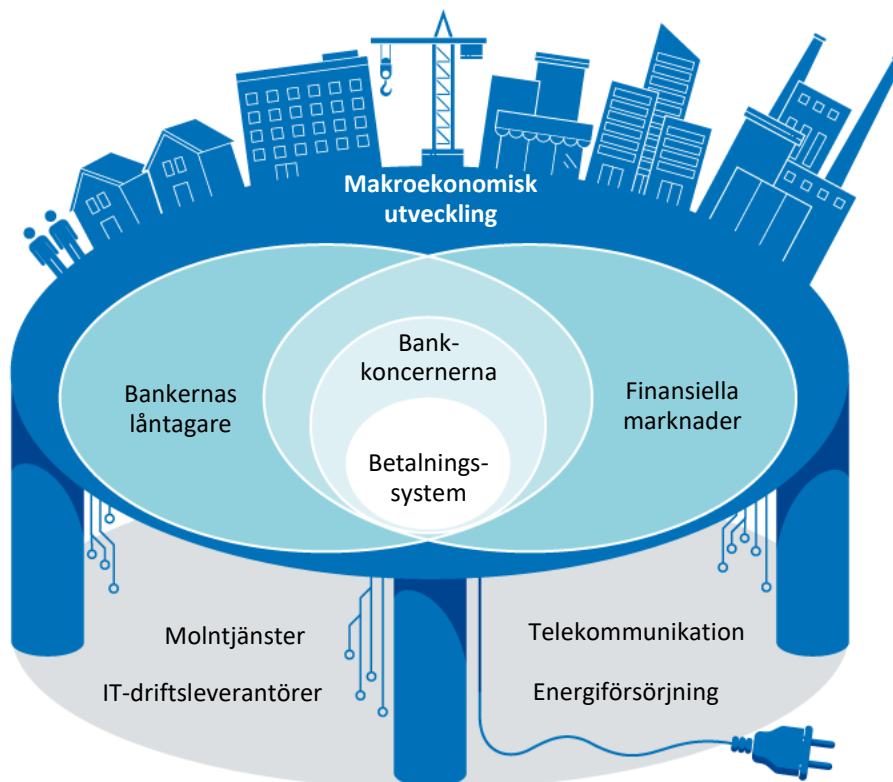 Makroekonomisk
utveckling
Bank-
koncernerna
Bankernas
låntagare
Finansiella
marknader
Betalnings-
system
Molntjänster
Telekommunikation
IT-driftsleverantörer
Energiförsörjning